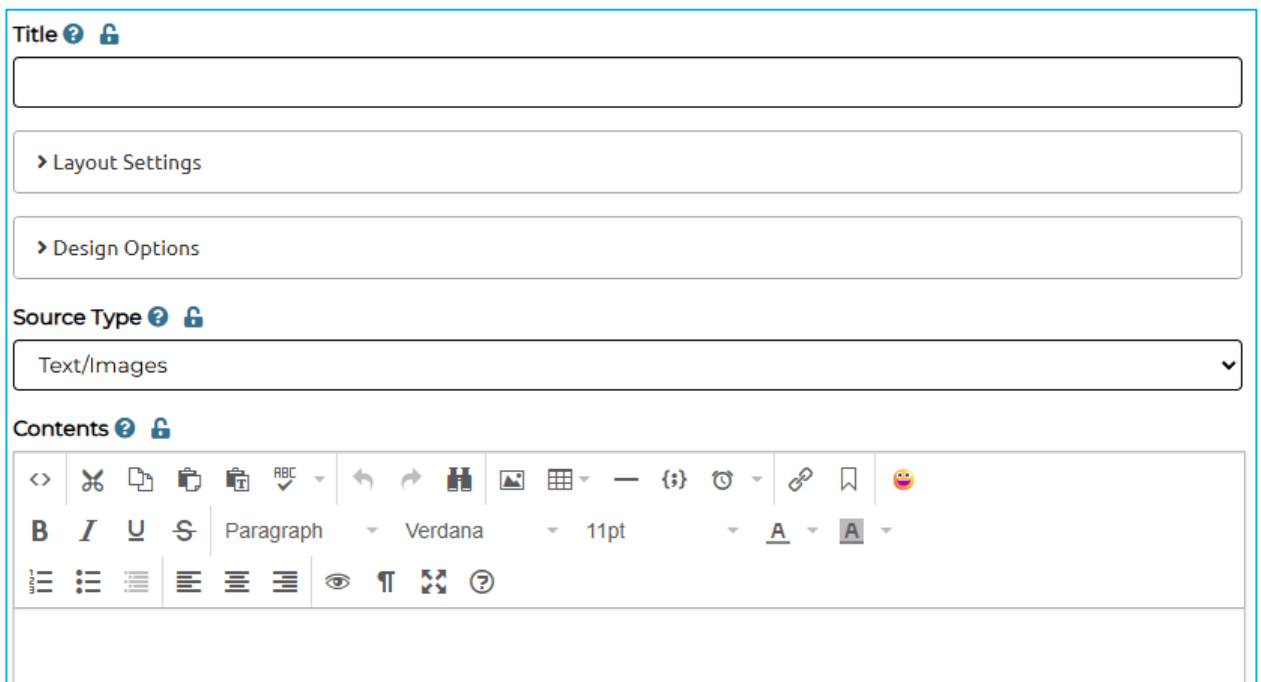 Title
Layout Settings
Design Options
Source Type
Text/Images
Contents
ABC
B I U S Paragraph Verdana 11pt A A